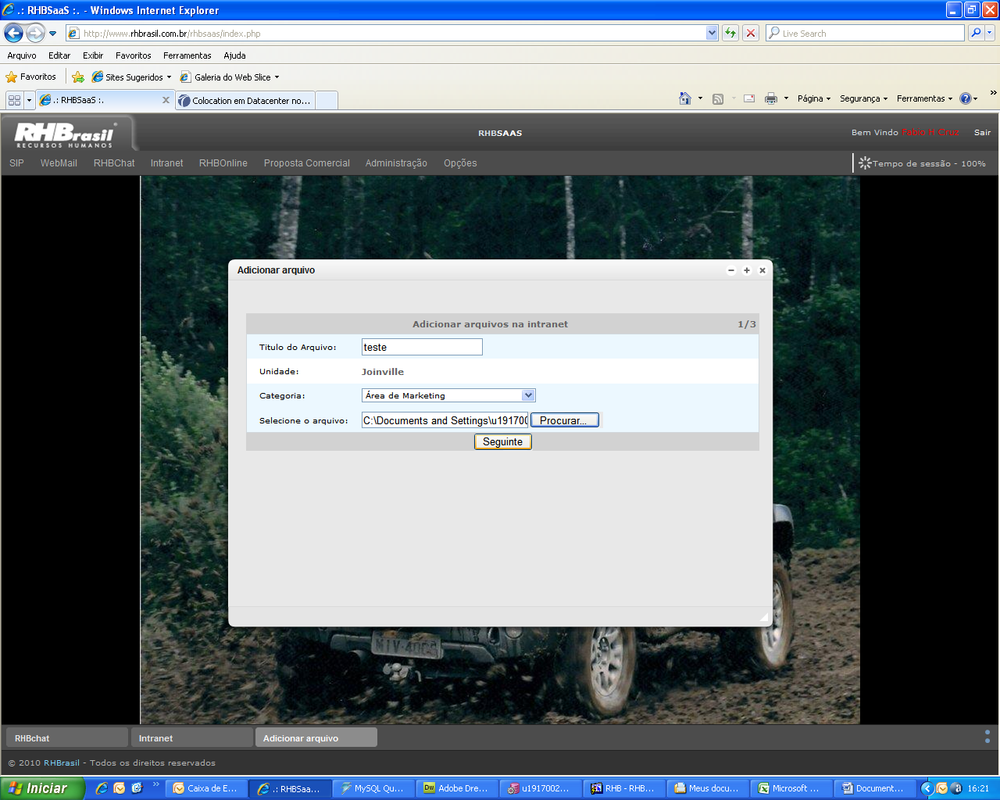 .: RHBSaaS :. - Windows Internet Explorer
http://www.rhbrasil.com.br/rhbsaas/index.php
Live Search
Arquivo Editar Exibir Favoritos Ferramentas Ajuda
Favoritos Sites Sugeridos Galeria do Web Slice
.: RHBSaaS :. Colocation em Datacenter no... Página Segurança Ferramentas
RHBrasil
RECURSOS HUMANOS
RHBSAAS
Bem Vindo Fabio H Cruz Sair
SIP WebMail RHBChat Intranet RHBOnline Proposta Comercial Administração Opções
Tempo de sessão - 100%
Adicionar arquivo
Adicionar arquivos na intranet 1/3
Titulo do Arquivo: teste
Unidade: Joinville
Categoria: Área de Marketing
Selecione o arquivo: C:\Documents and Settings\u19170 Procurar...
Seguinte
RHBchat Intranet Adicionar arquivo
© 2010 RHBrasil - Todos os direitos reservados
Iniciar » Caixa de E... .: RHBSaa... MySQL Qu... Adobe Dre... u1917002... RHB - RHB... Meus docu... Microsoft ... Document... 16:21